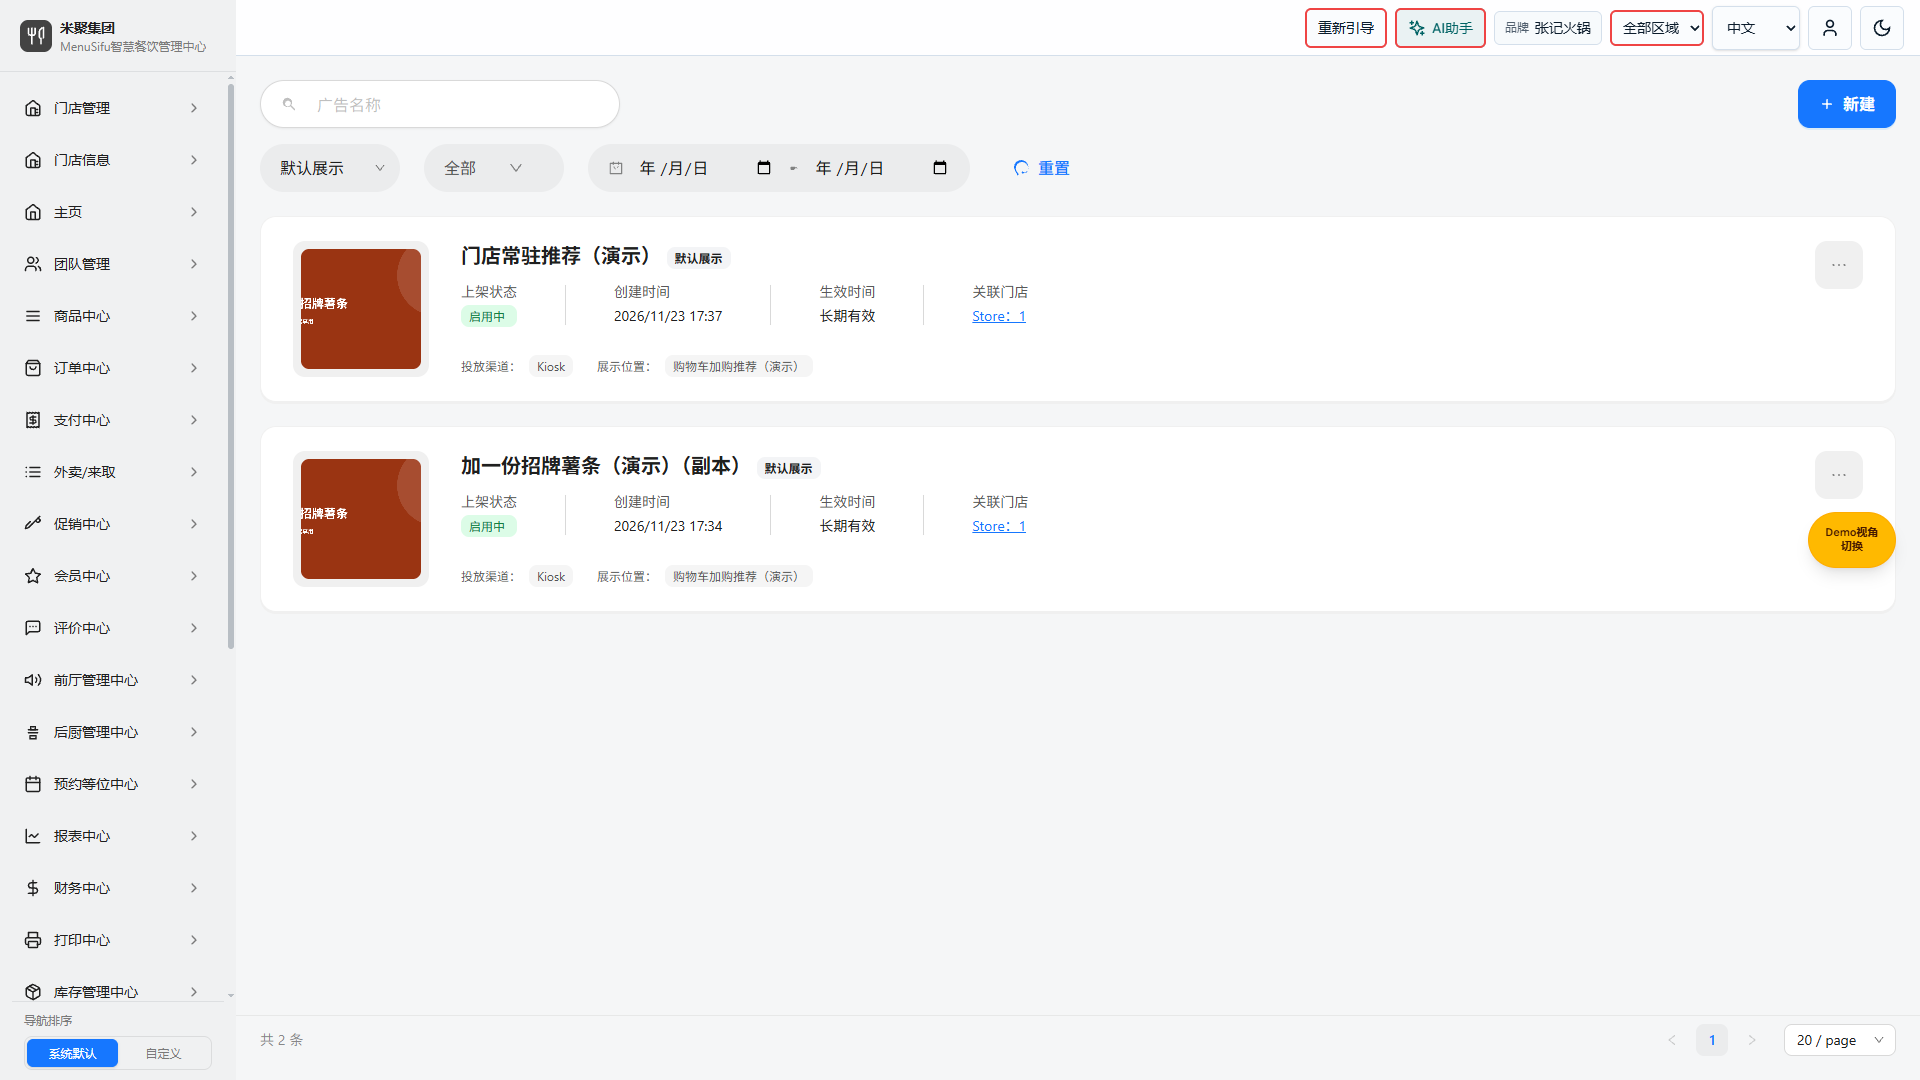 米聚集团
MenuSifu智慧餐饮管理中心
重新引导
AI助手
品牌 张记火锅
全部区域
中文
门店管理
门店信息
主页
团队管理
商品中心
订单中心
支付中心
外卖/来取
促销中心
会员中心
评价中心
前厅管理中心
后厨管理中心
预约等位中心
报表中心
财务中心
打印中心
库存管理中心
导航排序
系统默认
自定义
广告名称
+ 新建
默认展示
全部
年 /月/日 - 年 /月/日
重置
招牌薯条
门店常驻推荐（演示） 默认展示
上架状态 创建时间 生效时间 关联门店
启用中 2026/11/23 17:37 长期有效 Store：1
投放渠道： Kiosk 展示位置： 购物车加购推荐（演示）
...
招牌薯条
加一份招牌薯条（演示）（副本） 默认展示
上架状态 创建时间 生效时间 关联门店
启用中 2026/11/23 17:34 长期有效 Store：1
投放渠道： Kiosk 展示位置： 购物车加购推荐（演示）
...
Demo视角
切换
共 2 条
1
20 / page